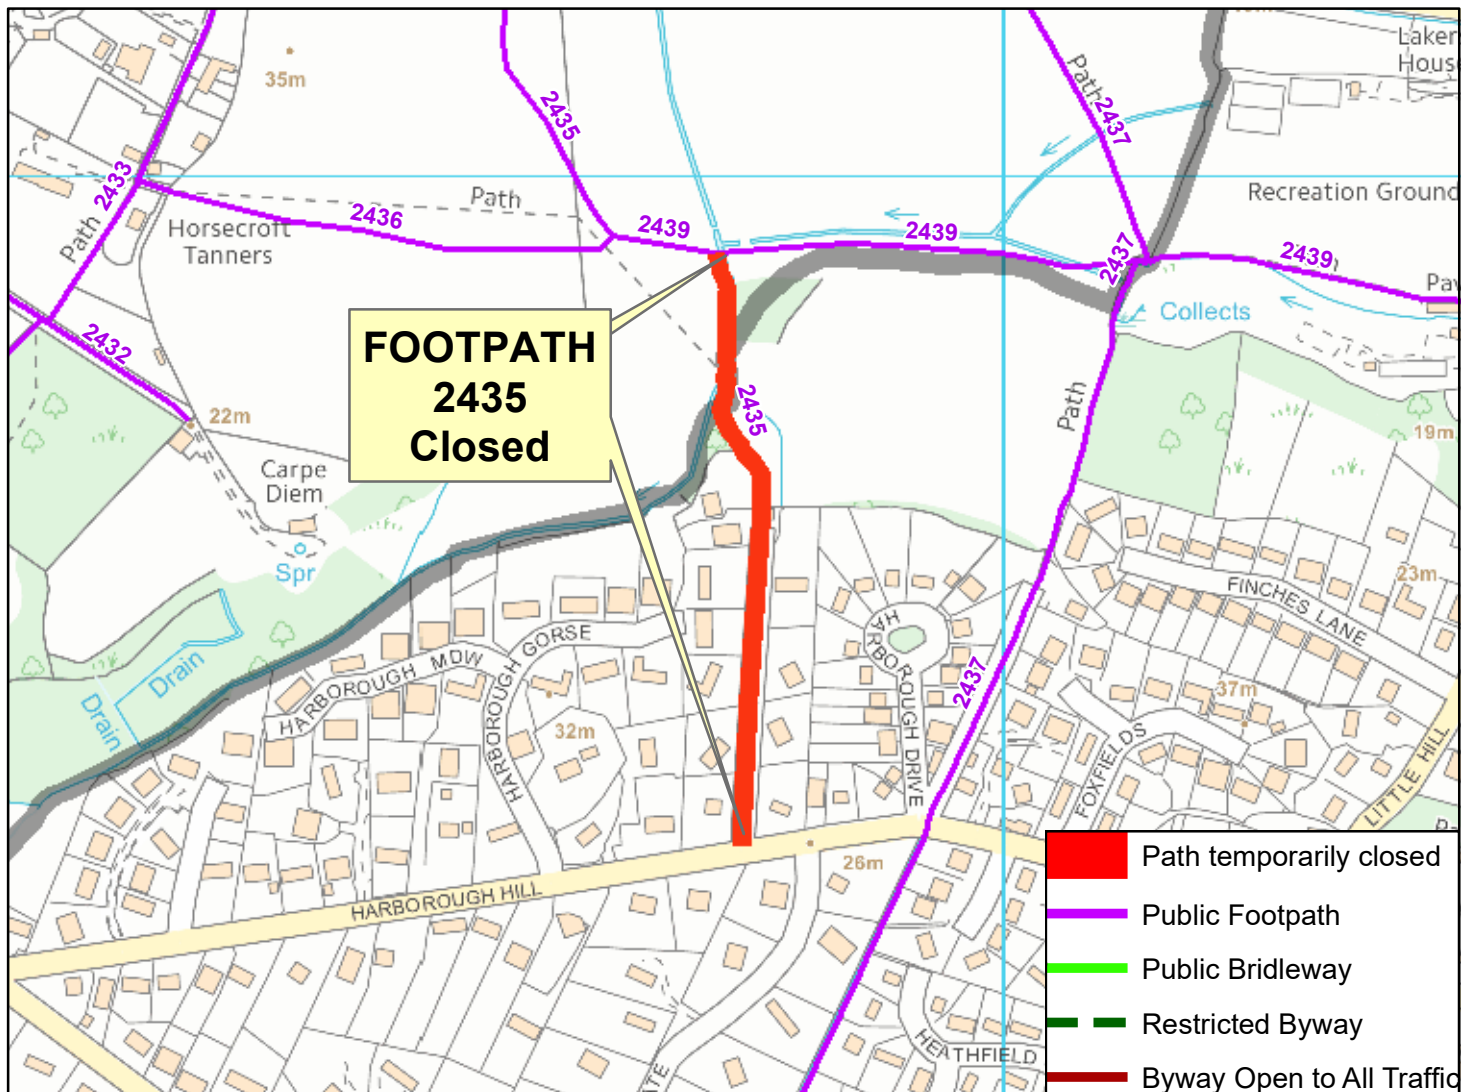 Laker
House
35m
Path
2435
2437
2433
Path
Recreation Ground
2436
Path
Horsecroft
Tanners
2439
2439
2437
2439
Pav
Collects
FOOTPATH
2435
Closed
2432
2435
Path
22m
19m
Carpe
Diem
Spr
23m
FINCHES LANE
HARBOROUGH GORSE
HARBOROUGH MDW
HARBOROUGH DRIVE
2437
Drain
Drain
37m
32m
FOXFIELDS
LITTLE HILL
26m
HARBOROUGH HILL
HEATHFIELD
ATE
Path temporarily closed
Public Footpath
Public Bridleway
Restricted Byway
Byway Open to All Traffic